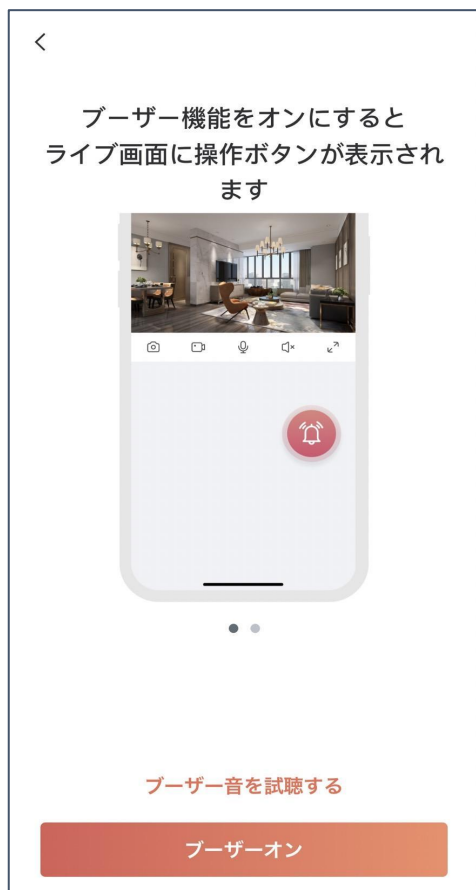 ブーザー機能をオンにすると
ライブ画面に操作ボタンが表示され
ます
ブーザー音を試聴する
ブーザーオン